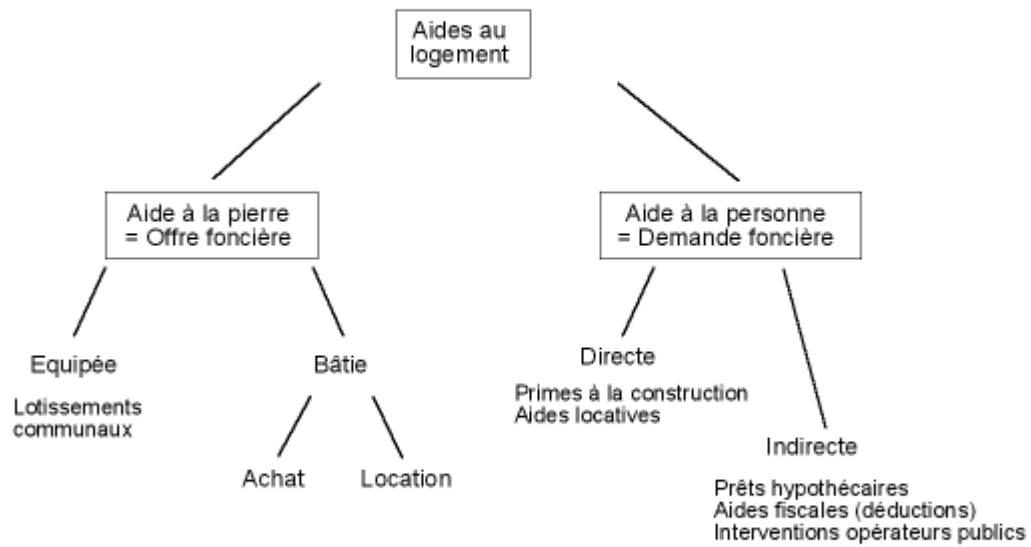 Aides au
logement
Aide à la pierre
= Offre foncière
Aide à la personne
= Demande foncière
Equipée
Lotissements
communaux
Bâtie
Achat
Location
Directe
Primes à la construction
Aides locatives
Indirecte
Prêts hypothécaires
Aides fiscales (déductions)
Interventions opérateurs publics